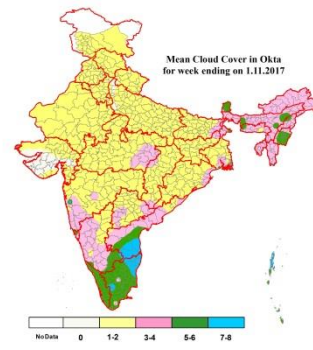 Mean Cloud Cover in Okta
for week ending on 1.11.2017
No Data 0 1-2 3-4 5-6 7-8